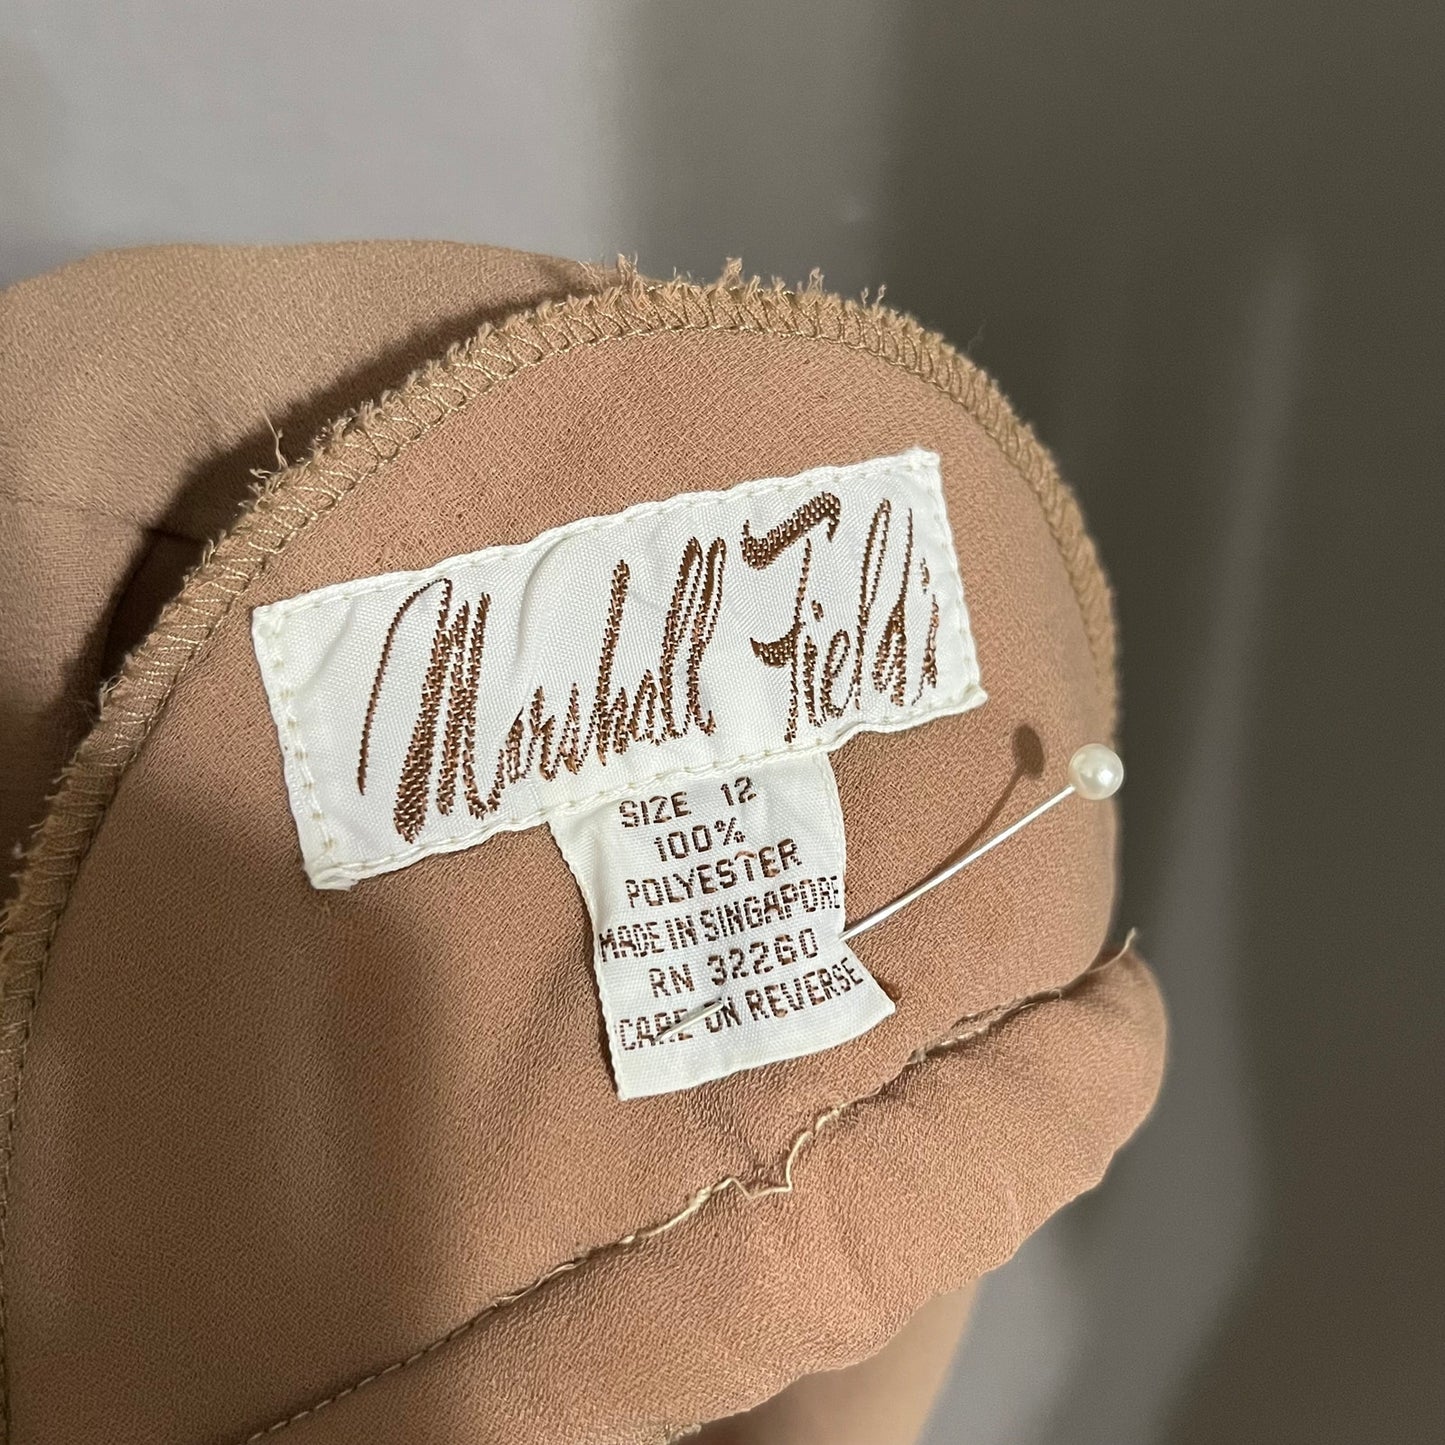 Marshall Field's
SIZE 12
100%
POLYESTER
MADE IN SINGAPORE
RN 32260
CARE ON REVERSE